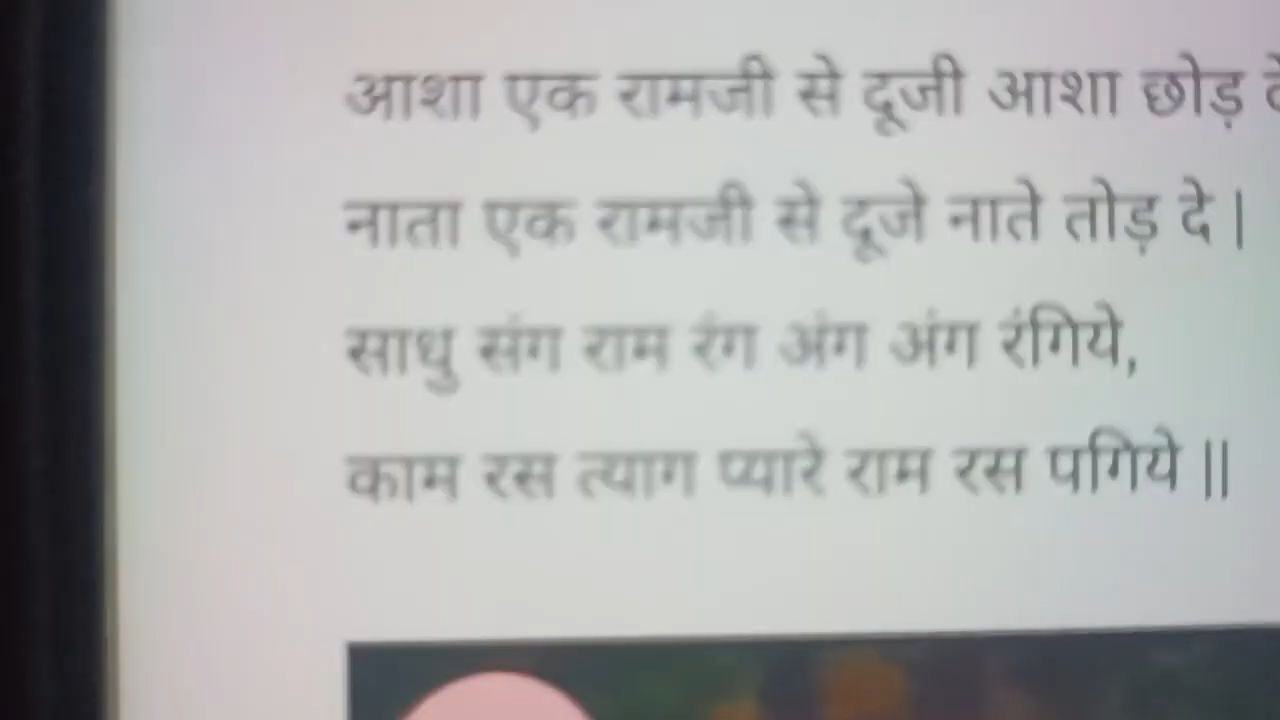 आशा एक रामजी से दूजी आशा छोड़
नाता एक रामजी से दूजे नाते तोड़ दे |
साधु संग राम रंग अंग अंग रंगिये,
काम रस त्याग प्यारे राम रस पगिये ||